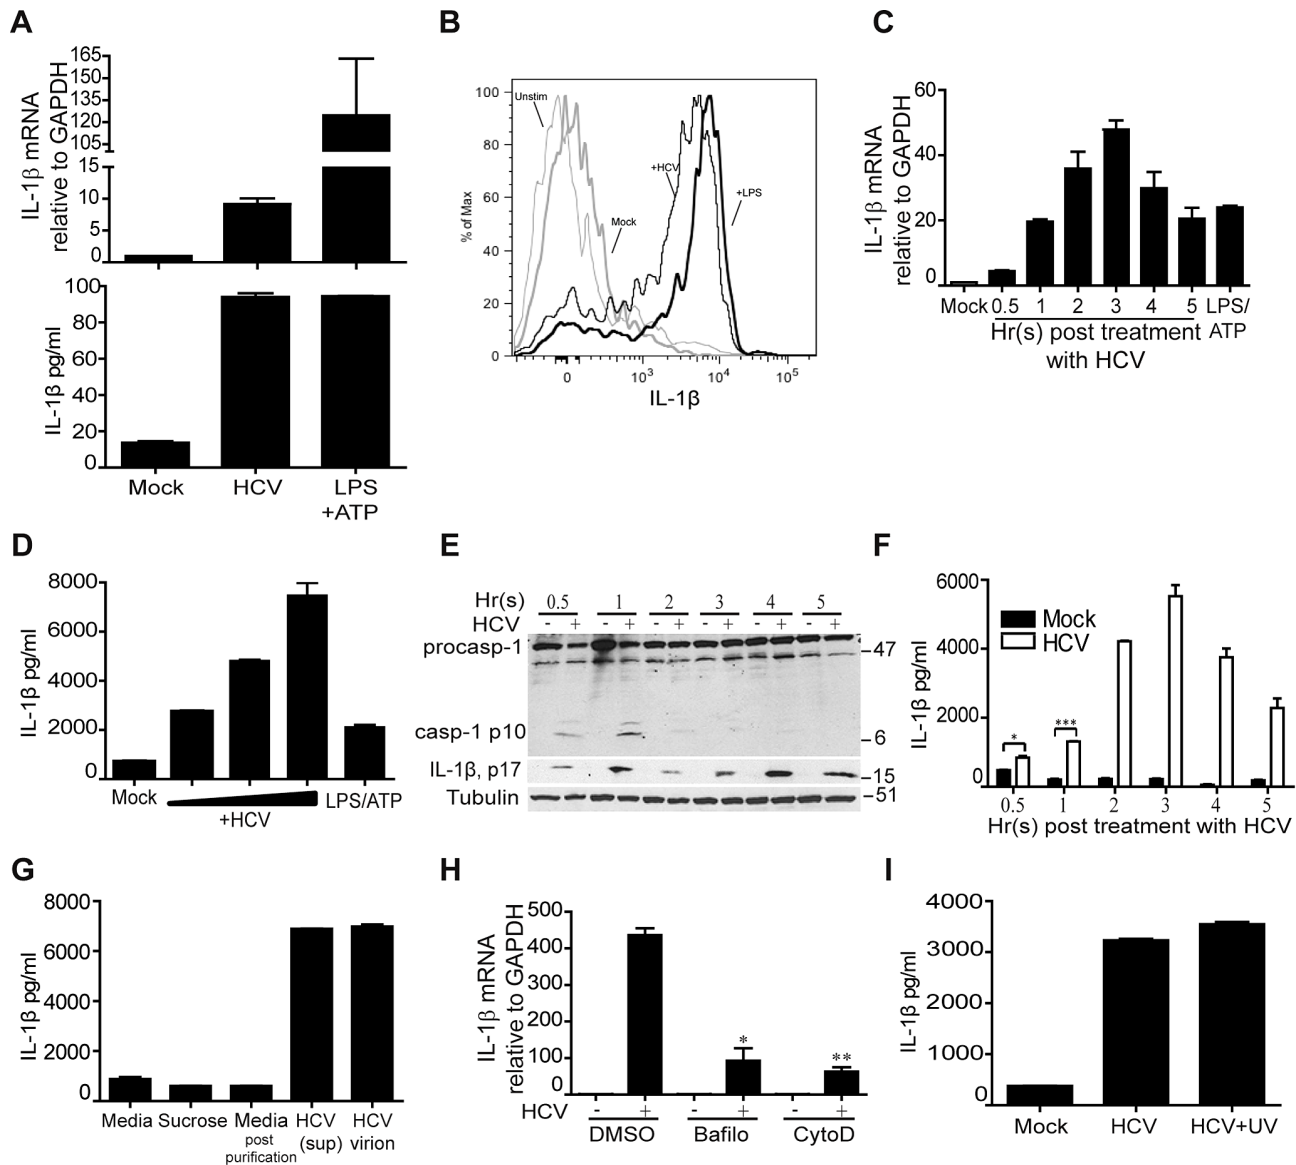 A
IL-1β mRNA
relative to GAPDH
165
150
135
120
105
15
10
5
0
IL-1β pg/ml
100
80
60
40
20
0
Mock HCV LPS
+ATP
B
% of Max
100
80
60
40
20
0
Unstim
+HCV
+LPS
Mock
0 10³ 10⁴ 10⁵
IL-1β
C
IL-1β mRNA
relative to GAPDH
60
40
20
0
Mock 0.5 1 2 3 4 5 LPS/
Hr(s) post treatment ATP
with HCV
D
IL-1β pg/ml
8000
6000
4000
2000
0
Mock LPS/ATP
+HCV
E
Hr(s) 0.5 1 2 3 4 5
HCV - + - + - + - + - + - +
procasp-1 47
casp-1 p10 6
IL-1β, p17 15
Tubulin 51
F
IL-1β pg/ml
6000
4000
2000
0
Mock
HCV
* ***
0.5 1 2 3 4 5
Hr(s) post treatment with HCV
G
IL-1β pg/ml
8000
6000
4000
2000
0
Media Sucrose Media HCV HCV
post (sup) virion
purification
H
IL-1β mRNA
relative to GAPDH
500
400
300
200
100
0
* **
HCV - + - + - +
DMSO Bafilo CytoD
I
IL-1β pg/ml
4000
3000
2000
1000
0
Mock HCV HCV+UV